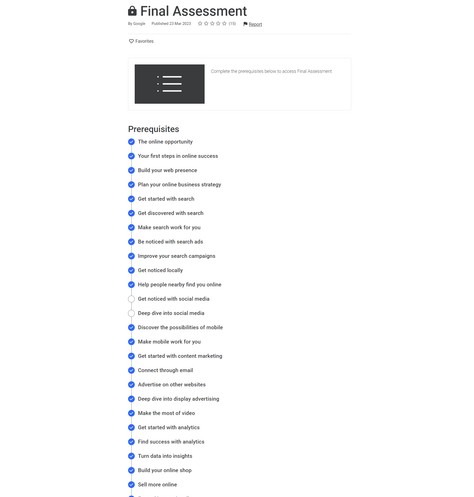 Final Assessment
By Google Published 23 Mar 2023 (15) Report
Favorites
Complete the prerequisites below to access Final Assessment
Prerequisites
The online opportunity
Your first steps in online success
Build your web presence
Plan your online business strategy
Get started with search
Get discovered with search
Make search work for you
Be noticed with search ads
Improve your search campaigns
Get noticed locally
Help people nearby find you online
Get noticed with social media
Deep dive into social media
Discover the possibilities of mobile
Make mobile work for you
Get started with content marketing
Connect through email
Advertise on other websites
Deep dive into display advertising
Make the most of video
Get started with analytics
Find success with analytics
Turn data into insights
Build your online shop
Sell more online